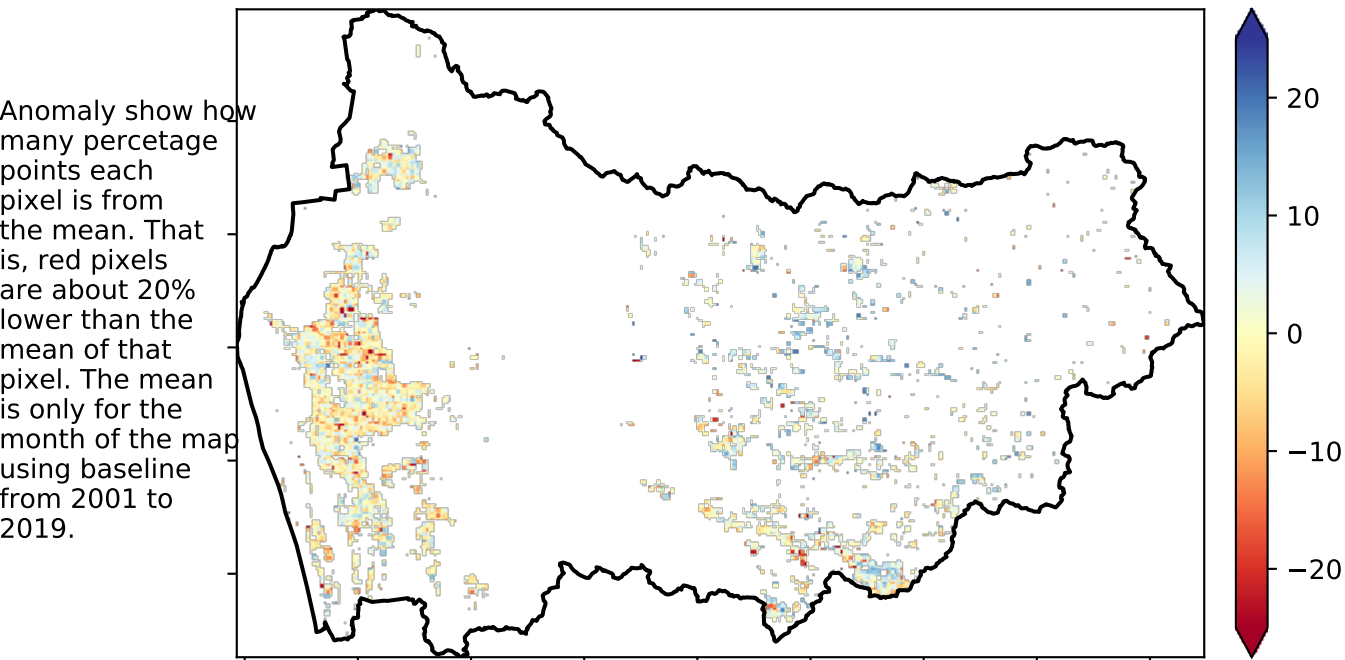 Anomaly show how
many percetage
points each
pixel is from
the mean. That
is, red pixels
are about 20%
lower than the
mean of that
pixel. The mean
is only for the
month of the map
using baseline
from 2001 to
2019.
20
10
0
−10
−20